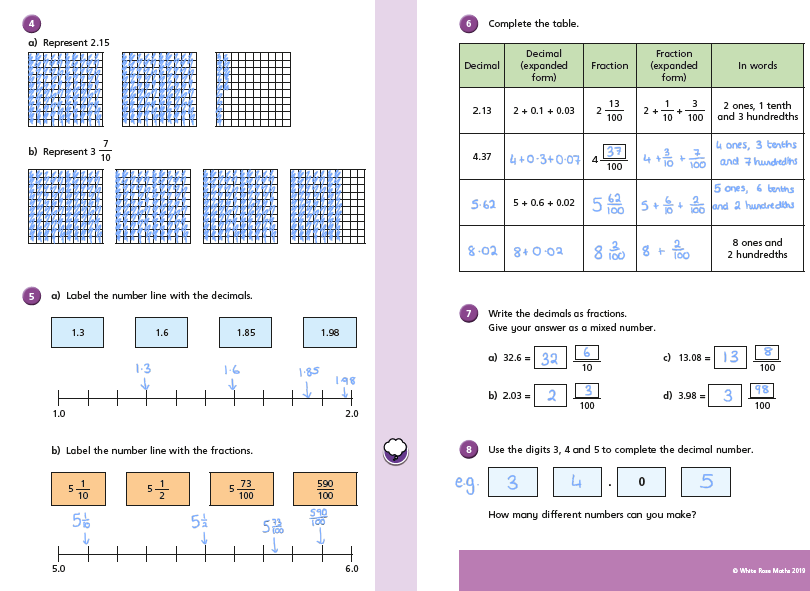 4
a) Represent 2.15
b) Represent 3 7/10
5
a) Label the number line with the decimals.
1.3 1.6 1.85 1.98
1·3 1·6 1·85 1·98
1.0 2.0
b) Label the number line with the fractions.
5 1/10 5 1/2 5 73/100 590/100
5 1/10 5 1/2 5 73/100 590/100
5.0 6.0
6
Complete the table.
Decimal Decimal (expanded form) Fraction Fraction (expanded form) In words
2.13 2 + 0.1 + 0.03 2 13/100 2 + 1/10 + 3/100 2 ones, 1 tenth and 3 hundredths
4.37 4+0·3+0·07 4 37/100 4 + 3/10 + 7/100 4 ones, 3 tenths and 7 hundredths
5·62 5 + 0.6 + 0.02 5 62/100 5 + 6/10 + 2/100 5 ones, 6 tenths and 2 hundredths
8·02 8+0·02 8 2/100 8 + 2/100 8 ones and 2 hundredths
7
Write the decimals as fractions.
Give your answer as a mixed number.
a) 32.6 = 32 6/10
c) 13.08 = 13 8/100
b) 2.03 = 2 3/100
d) 3.98 = 3 98/100
8
Use the digits 3, 4 and 5 to complete the decimal number.
e.g. 3 4 . 0 5
How many different numbers can you make?
© White Rose Maths 2019